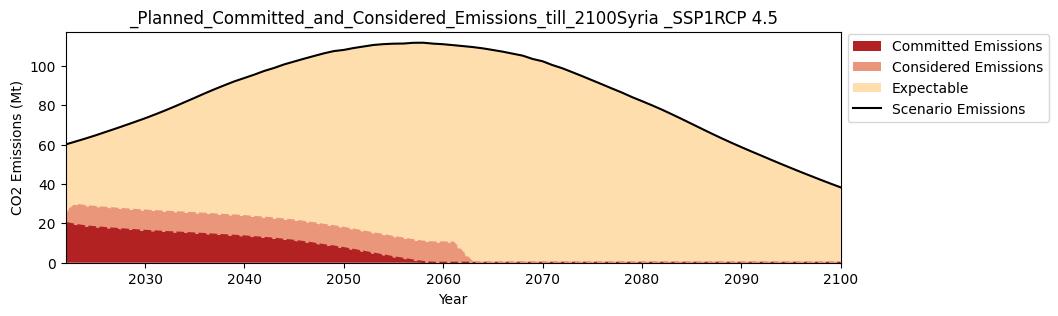 _Planned_Committed_and_Considered_Emissions_till_2100Syria _SSP1RCP 4.5
CO2 Emissions (Mt)
100
80
60
40
20
0
2030
2040
2050
2060
2070
2080
2090
2100
Year
Committed Emissions
Considered Emissions
Expectable
Scenario Emissions